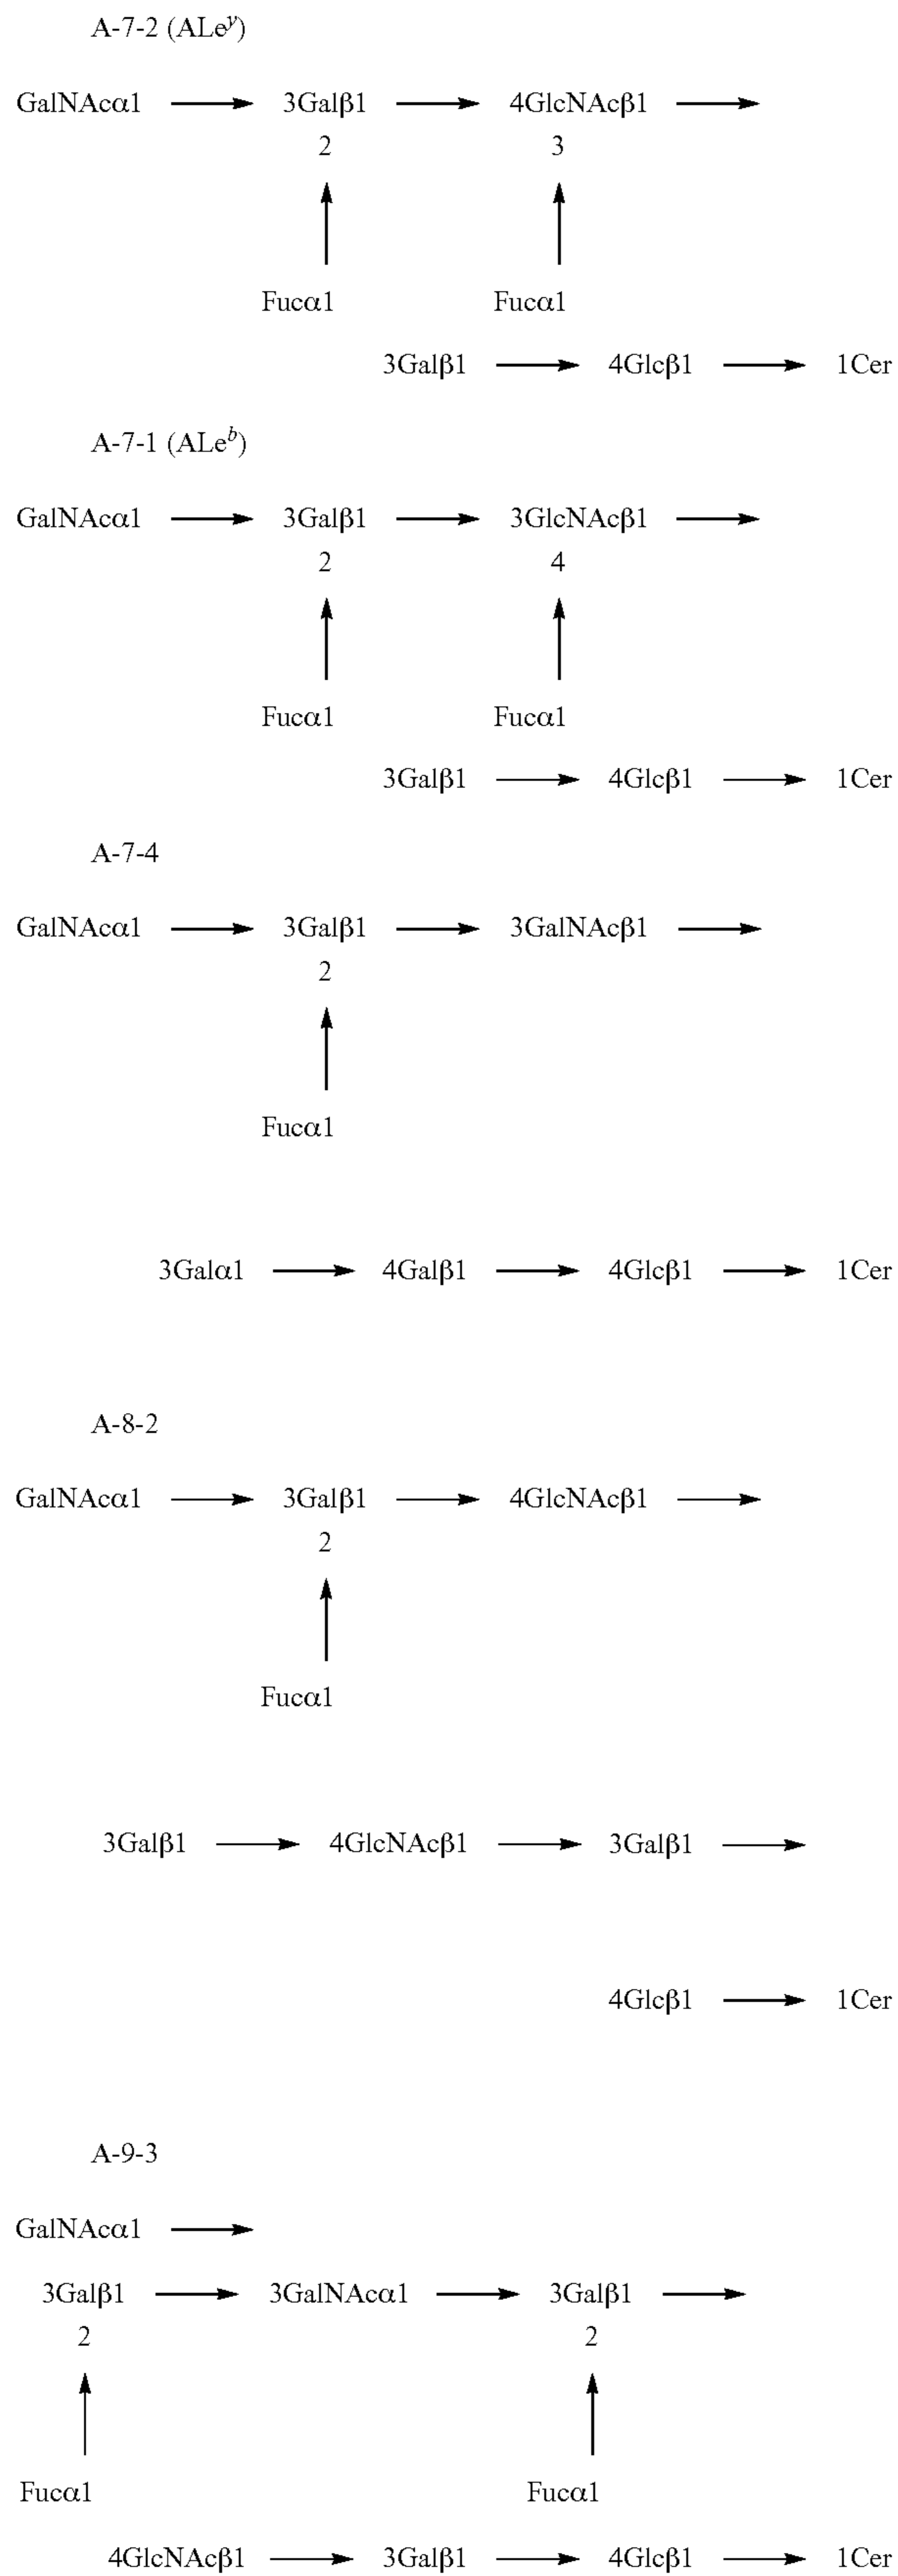 A-7-2 (ALeʸ)
GalNAcα1 → 3Galβ1 → 4GlcNAcβ1 →
2 3
Fucα1 Fucα1
3Galβ1 → 4Glcβ1 → 1Cer
A-7-1 (ALeᵇ)
GalNAcα1 → 3Galβ1 → 3GlcNAcβ1 →
2 4
Fucα1 Fucα1
3Galβ1 → 4Glcβ1 → 1Cer
A-7-4
GalNAcα1 → 3Galβ1 → 3GalNAcβ1 →
2
Fucα1
3Galα1 → 4Galβ1 → 4Glcβ1 → 1Cer
A-8-2
GalNAcα1 → 3Galβ1 → 4GlcNAcβ1 →
2
Fucα1
3Galβ1 → 4GlcNAcβ1 → 3Galβ1 →
4Glcβ1 → 1Cer
A-9-3
GalNAcα1 →
3Galβ1 → 3GalNAcα1 → 3Galβ1 →
2 2
Fucα1 Fucα1
4GlcNAcβ1 → 3Galβ1 → 4Glcβ1 → 1Cer